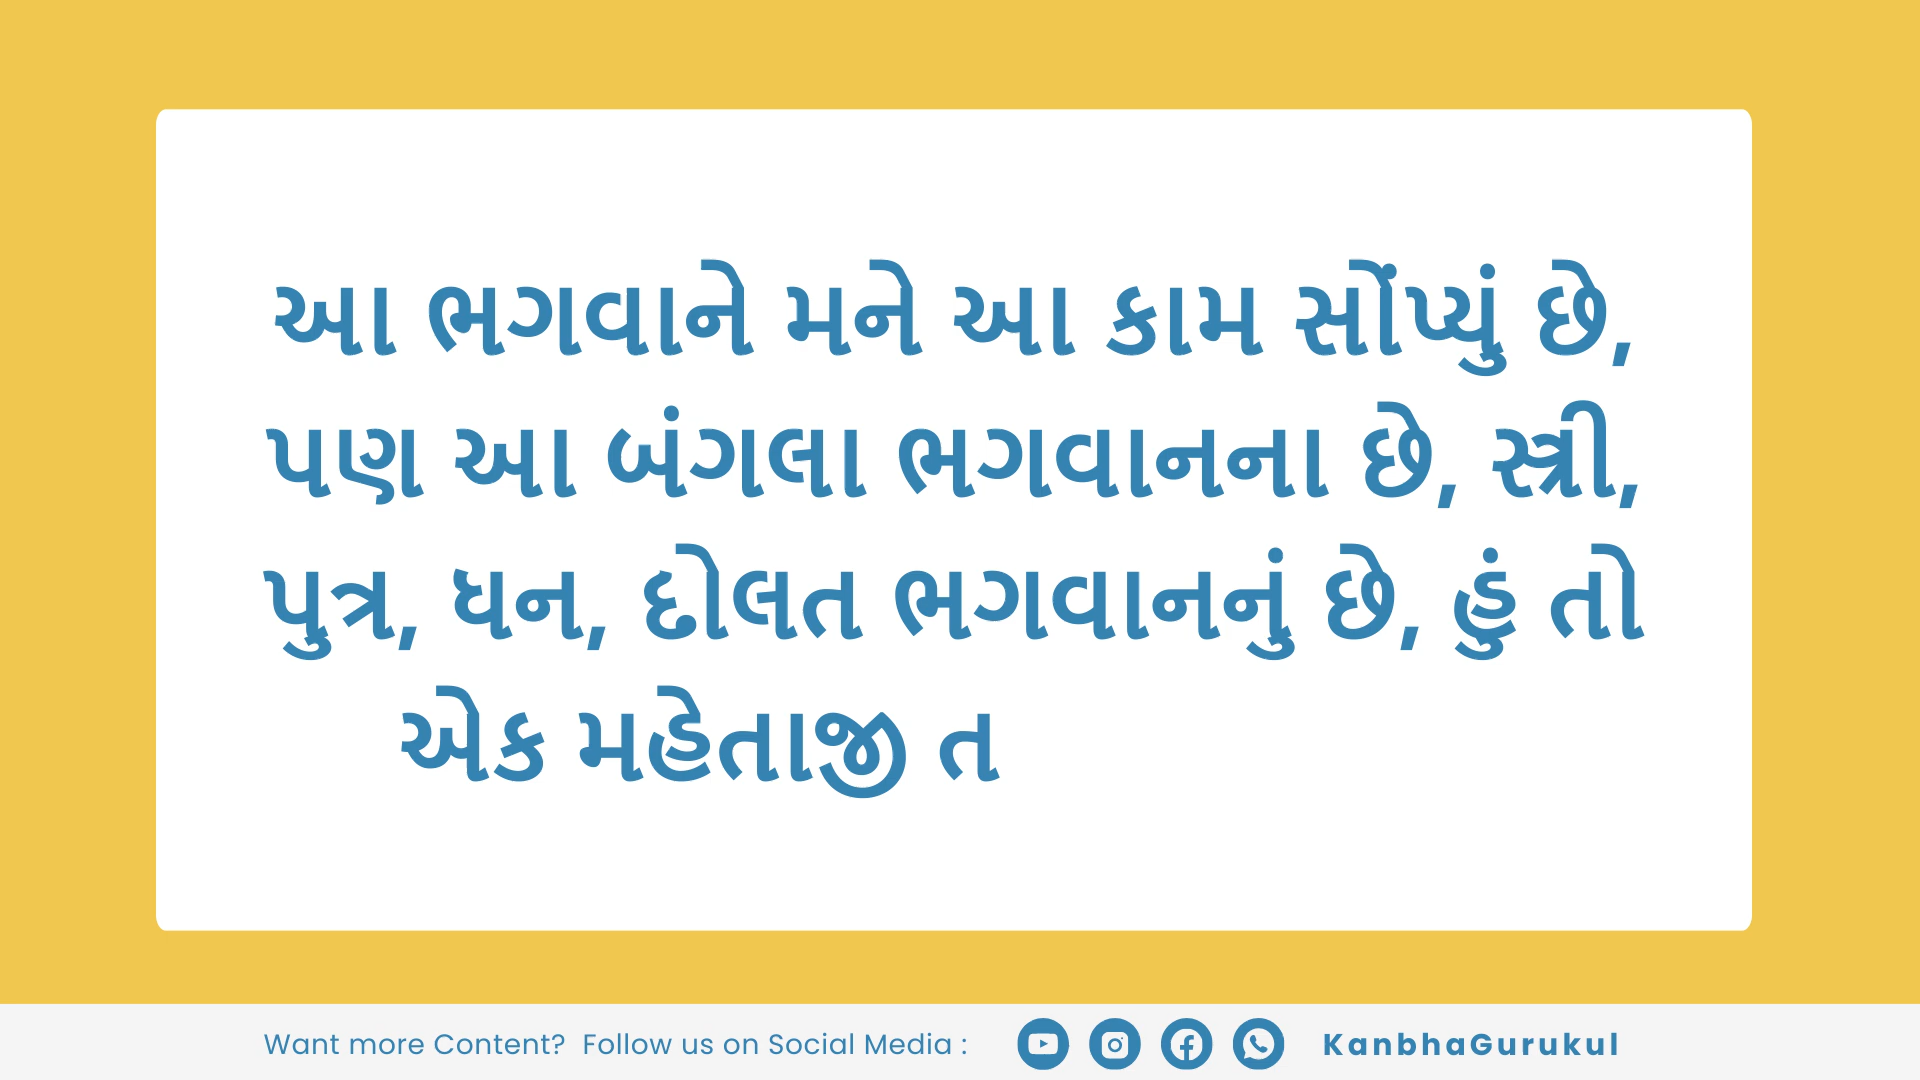 આ ભગવાને મને આ કામ સોંપ્યું છે,
પણ આ બંગલા ભગવાનના છે, સ્ત્રી,
પુત્ર, ધન, દોલત ભગવાનનું છે, હું તો
એક મહેતાજી ત
Want more Content? Follow us on Social Media : KanbhaGurukul